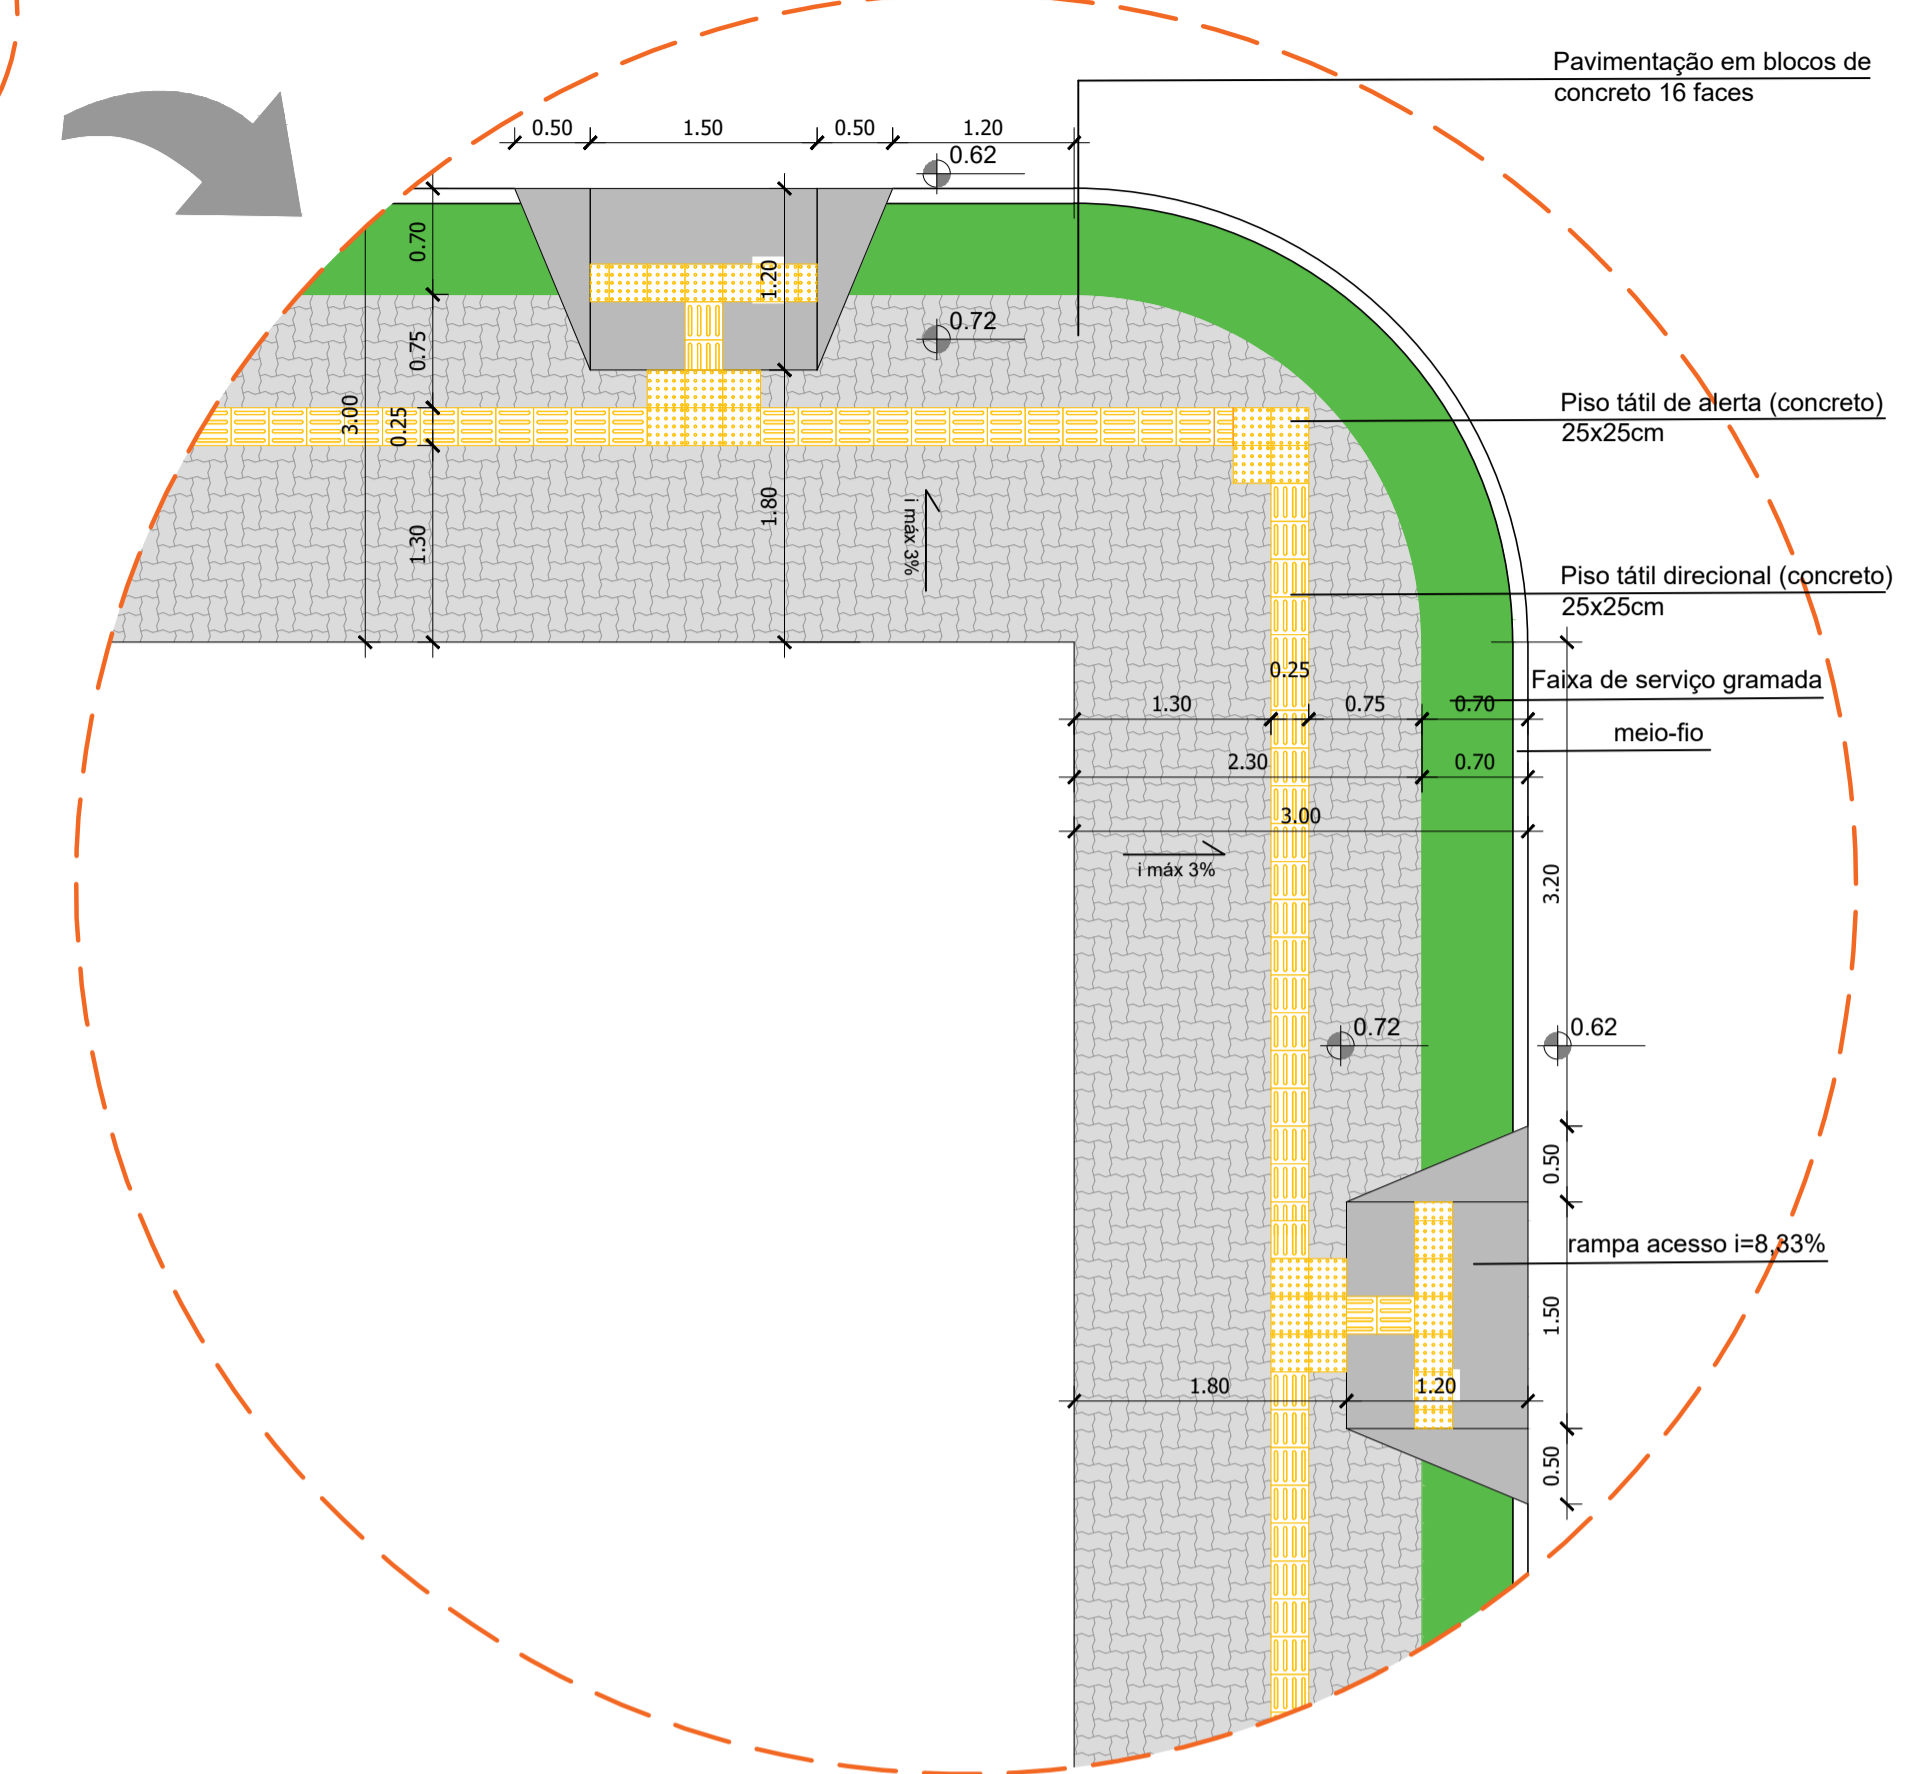 Pavimentação em blocos de
concreto 16 faces
0.50
1.50
0.50
1.20
0.62
0.70
1.20
0.72
0.75
3.00
0.25
Piso tátil de alerta (concreto)
25x25cm
1.80
i máx 3%
1.30
Piso tátil direcional (concreto)
25x25cm
0.25
Faixa de serviço gramada
1.30
0.75
0.70
meio-fio
2.30
0.70
3.00
i máx 3%
3.20
0.72
0.62
0.50
rampa acesso i=8,33%
1.50
1.80
1.20
0.50